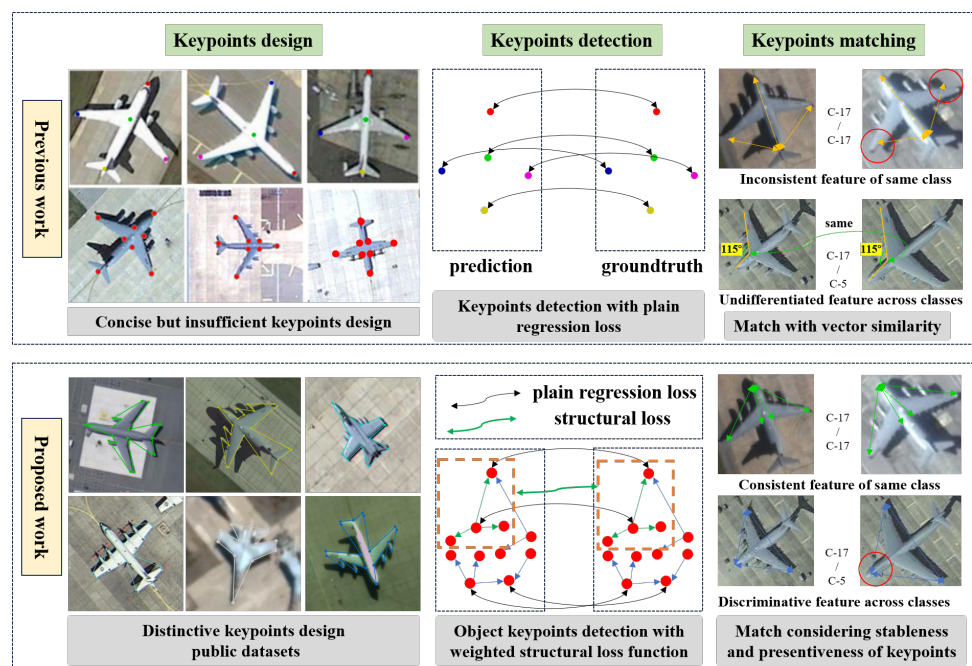 Keypoints design
Keypoints detection
Keypoints matching
Previous work
prediction
groundtruth
C-17
/
C-17
Inconsistent feature of same class
115°
same
C-17
/
C-5
115°
Undifferentiated feature across classes
Concise but insufficient keypoints design
Keypoints detection with plain
regression loss
Match with vector similarity
Proposed work
plain regression loss
structural loss
C-17
/
C-17
Consistent feature of same class
C-17
/
C-5
Discriminative feature across classes
Distinctive keypoints design
public datasets
Object keypoints detection with
weighted structural loss function
Match considering stableness
and presentiveness of keypoints